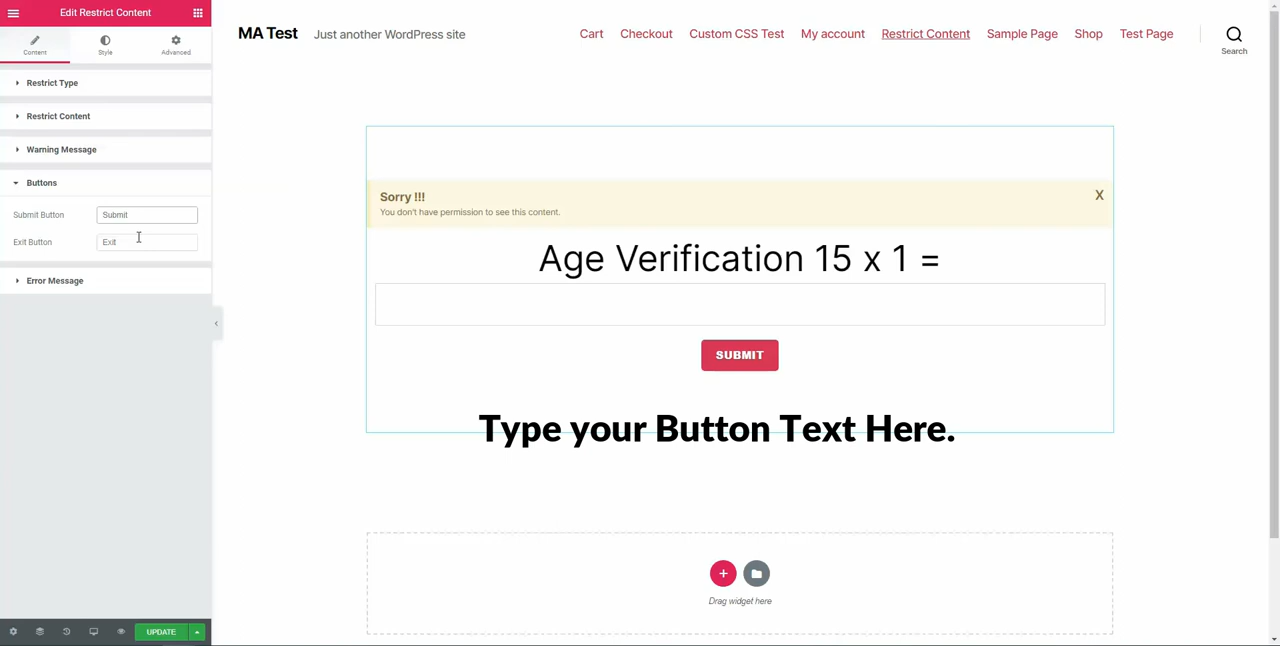 Edit Restrict Content
Content
Style
Advanced
Restrict Type
Restrict Content
Warning Message
Buttons
Submit Button
Submit
Exit Button
Exit
Error Message
UPDATE
MA Test
Just another WordPress site
Cart
Checkout
Custom CSS Test
My account
Restrict Content
Sample Page
Shop
Test Page
Search
Sorry !!!
X
You don't have permission to see this content.
Age Verification 15 x 1 =
SUBMIT
Type your Button Text Here.
Drag widget here